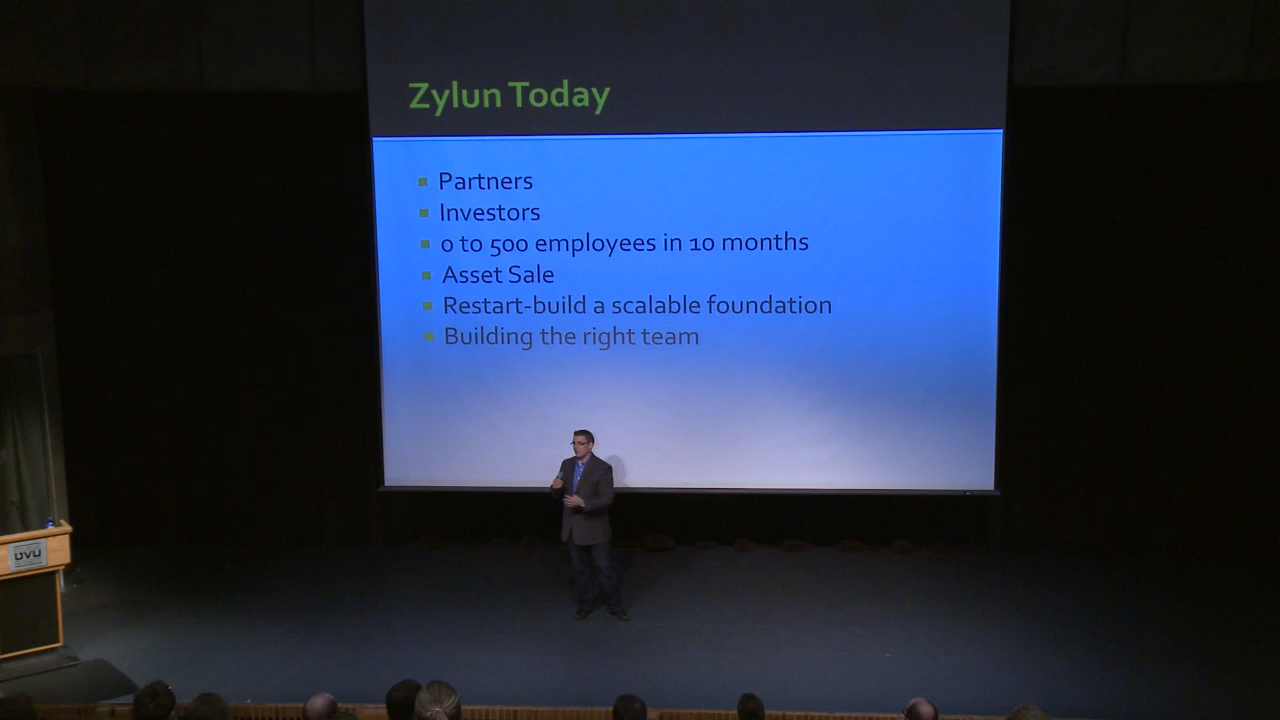 Zylun Today
Partners
Investors
0 to 500 employees in 10 months
Asset Sale
Restart-build a scalable foundation
Building the right team
UVU